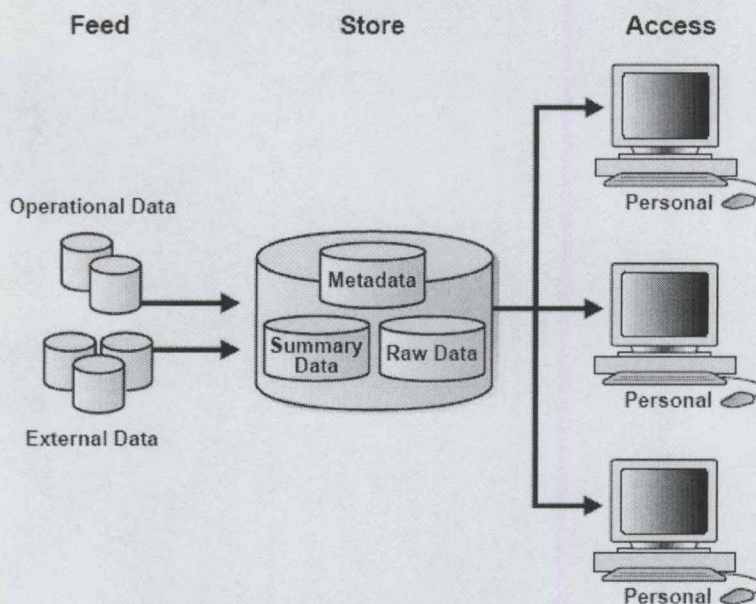 Feed
Store
Access
Operational Data
External Data
Metadata
Summary
Data
Raw Data
Personal
Personal
Personal